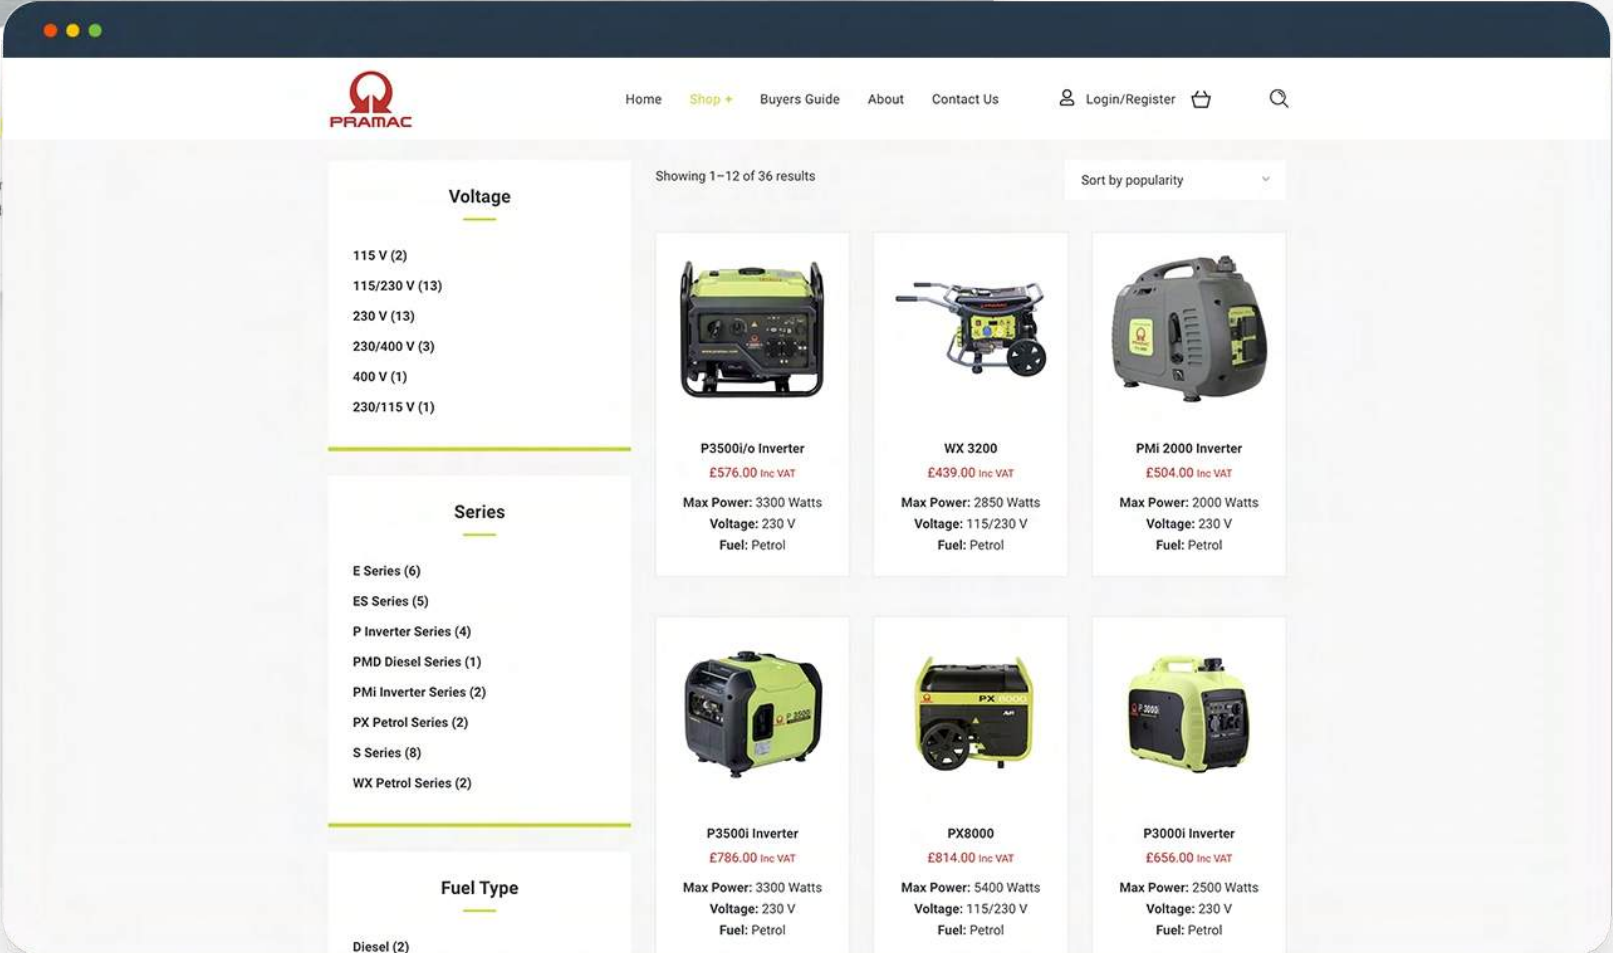 PRAMAC
Home
Shop +
Buyers Guide
About
Contact Us
Login/Register
Voltage
115 V (2)
115/230 V (13)
230 V (13)
230/400 V (3)
400 V (1)
230/115 V (1)
Series
E Series (6)
ES Series (5)
P Inverter Series (4)
PMD Diesel Series (1)
PMi Inverter Series (2)
PX Petrol Series (2)
S Series (8)
WX Petrol Series (2)
Fuel Type
Diesel (2)
Showing 1–12 of 36 results
Sort by popularity
P3500i/o Inverter
£576.00 Inc VAT
Max Power: 3300 Watts
Voltage: 230 V
Fuel: Petrol
WX 3200
£439.00 Inc VAT
Max Power: 2850 Watts
Voltage: 115/230 V
Fuel: Petrol
PRAMAC
PMi 2000 Inverter
£504.00 Inc VAT
Max Power: 2000 Watts
Voltage: 230 V
Fuel: Petrol
P 3500i
P3500i Inverter
£786.00 Inc VAT
Max Power: 3300 Watts
Voltage: 230 V
Fuel: Petrol
PX 8000
PX8000
£814.00 Inc VAT
Max Power: 5400 Watts
Voltage: 115/230 V
Fuel: Petrol
P 3000i
P3000i Inverter
£656.00 Inc VAT
Max Power: 2500 Watts
Voltage: 230 V
Fuel: Petrol